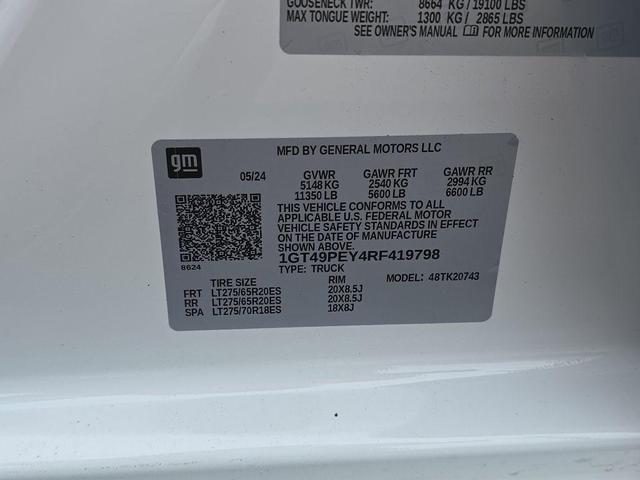 GOOSENECK TWR: 8664 KG / 19100 LBS
MAX TONGUE WEIGHT: 1300 KG / 2865 LBS
SEE OWNER'S MANUAL FOR MORE INFORMATION
gm
MFD BY GENERAL MOTORS LLC
05/24 GVWR GAWR FRT GAWR RR
5148 KG 2540 KG 2994 KG
11350 LB 5600 LB 6600 LB
THIS VEHICLE CONFORMS TO ALL
APPLICABLE U.S. FEDERAL MOTOR
VEHICLE SAFETY STANDARDS IN EFFECT
ON THE DATE OF MANUFACTURE
SHOWN ABOVE.
8624
1GT49PEY4RF419798
TYPE: TRUCK MODEL: 48TK20743
TIRE SIZE RIM
FRT LT275/65R20ES 20X8.5J
RR LT275/65R20ES 20X8.5J
SPA LT275/70R18ES 18X8J